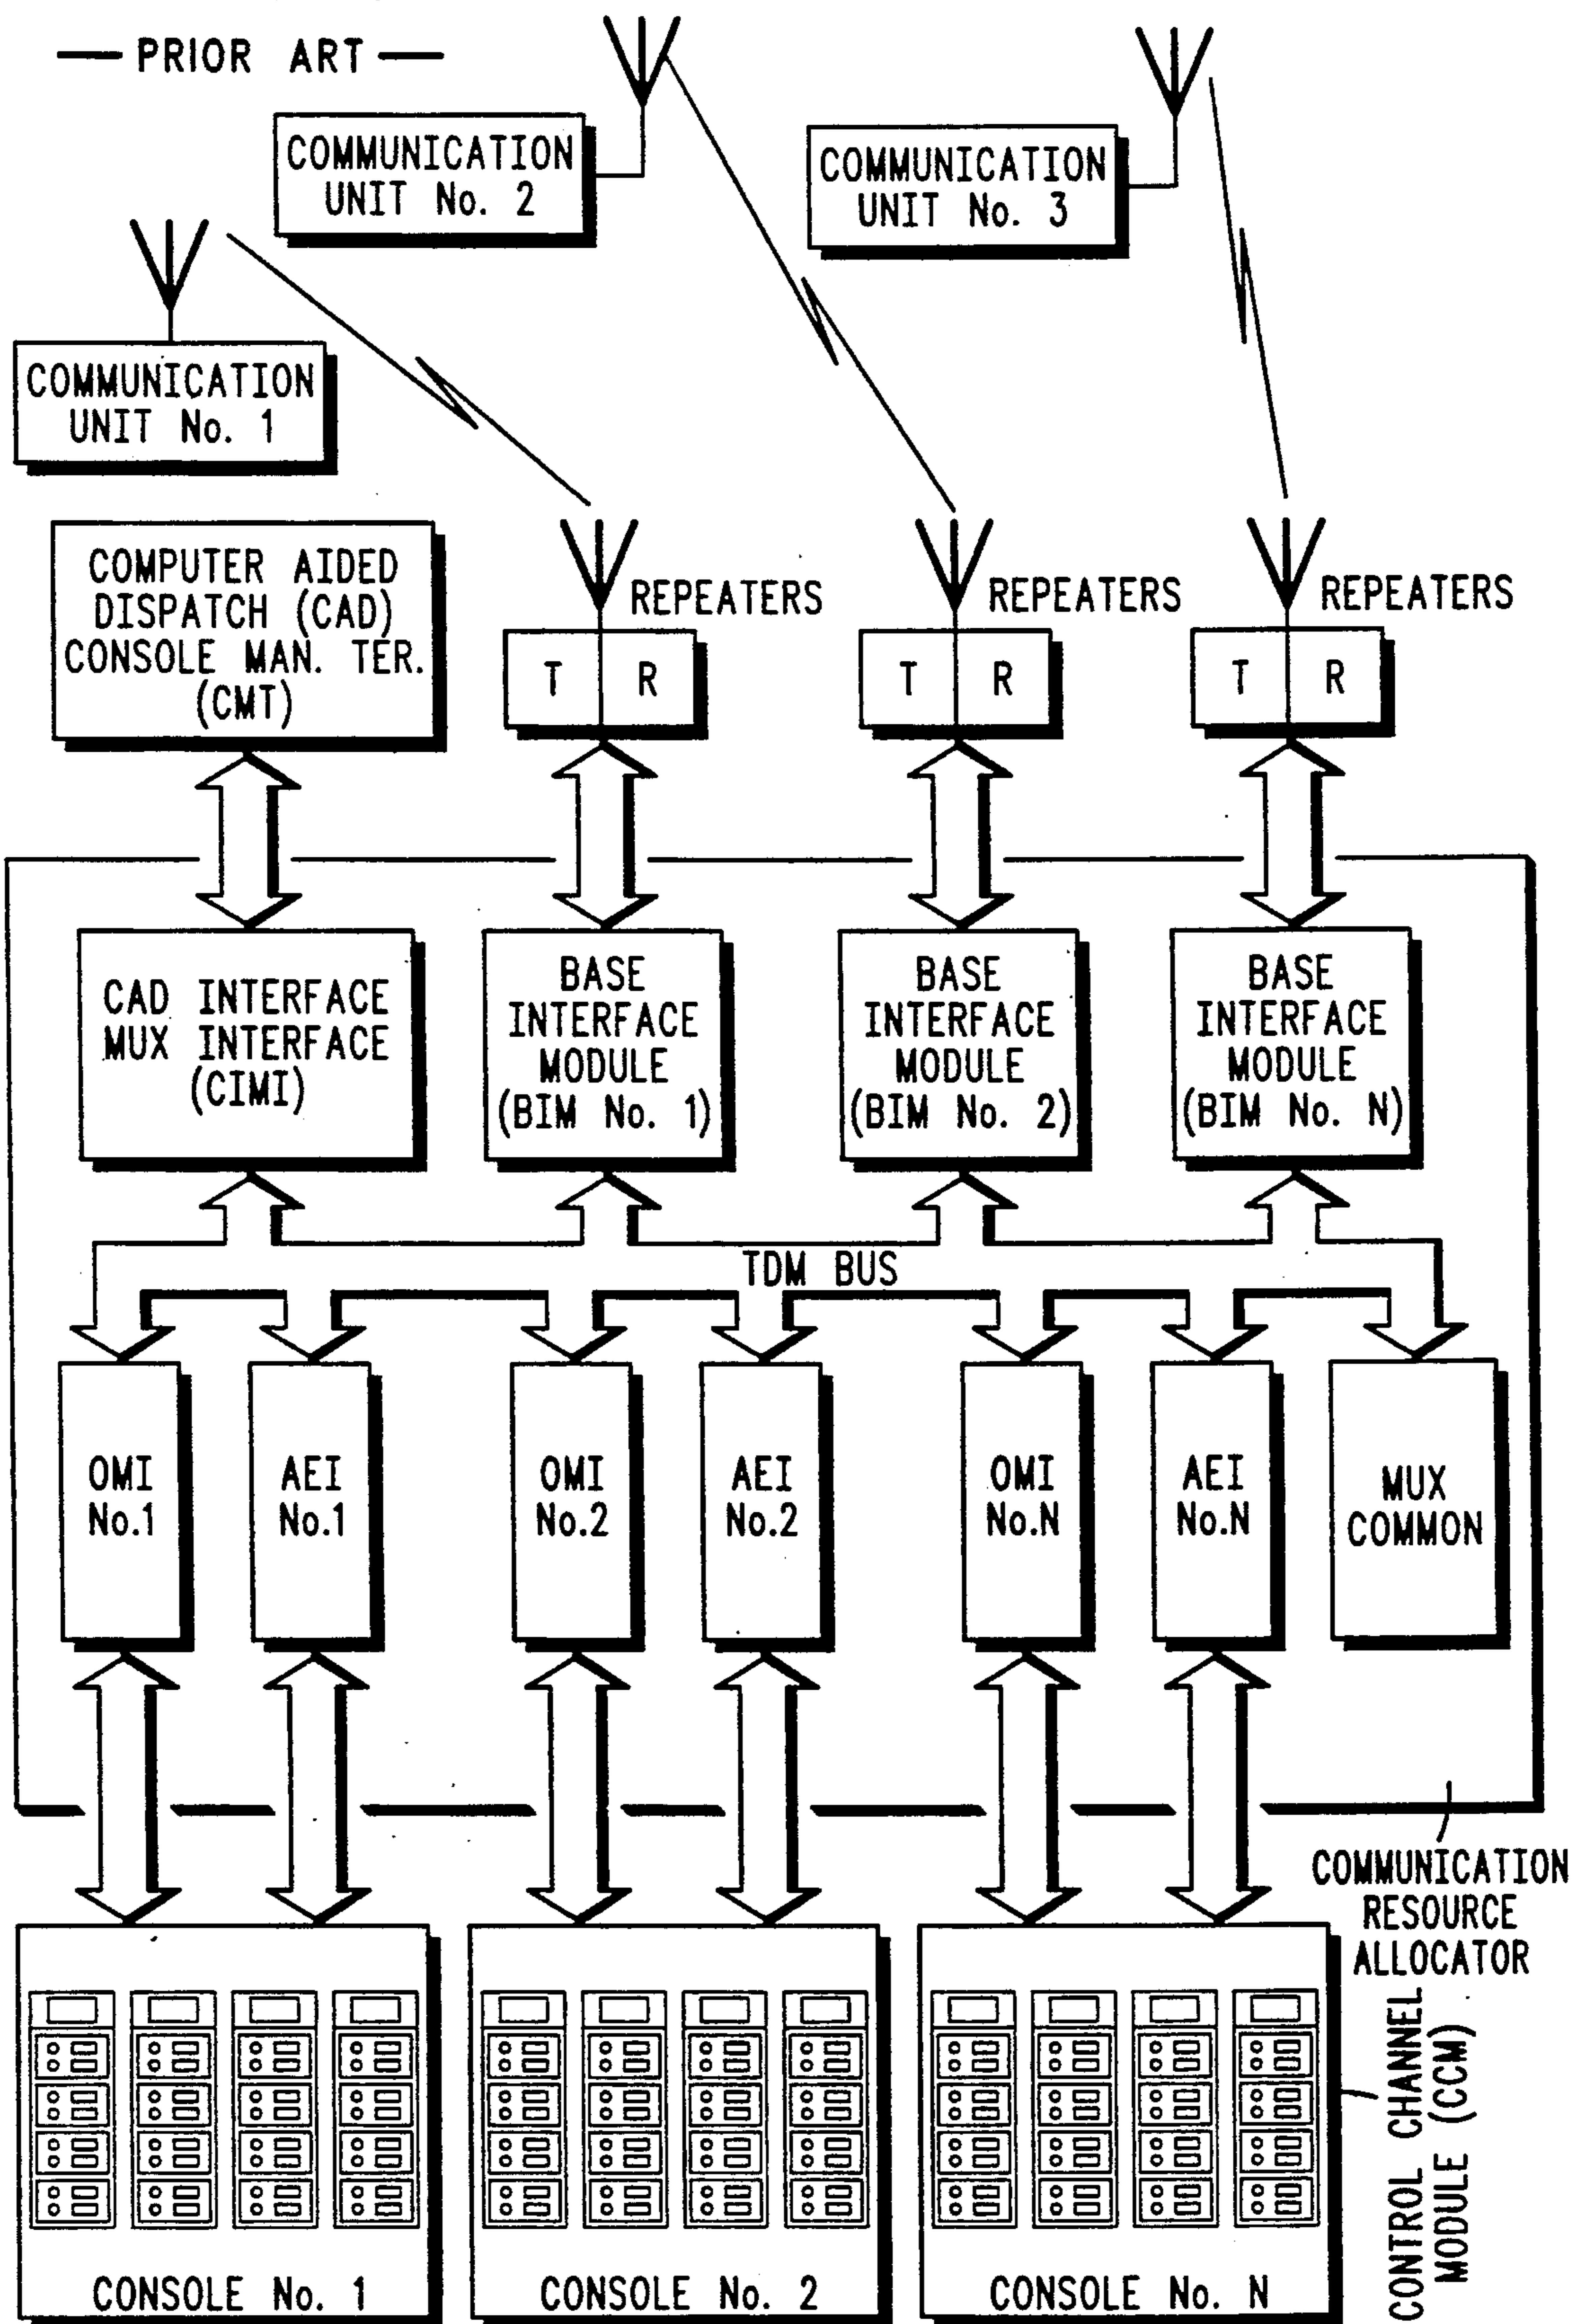 — PRIOR ART —
COMMUNICATION
UNIT No. 2
COMMUNICATION
UNIT No. 3
COMMUNICATION
UNIT No. 1
COMPUTER AIDED
DISPATCH (CAD)
CONSOLE MAN. TER.
(CMT)
REPEATERS
T R
REPEATERS
T R
REPEATERS
T R
CAD INTERFACE
MUX INTERFACE
(CIMI)
BASE
INTERFACE
MODULE
(BIM No. 1)
BASE
INTERFACE
MODULE
(BIM No. 2)
BASE
INTERFACE
MODULE
(BIM No. N)
TDM BUS
OMI
No.1
AEI
No.1
OMI
No.2
AEI
No.2
OMI
No.N
AEI
No.N
MUX
COMMON
COMMUNICATION
RESOURCE
ALLOCATOR
CONTROL CHANNEL
MODULE (CCM)
CONSOLE No. 1
CONSOLE No. 2
CONSOLE No. N